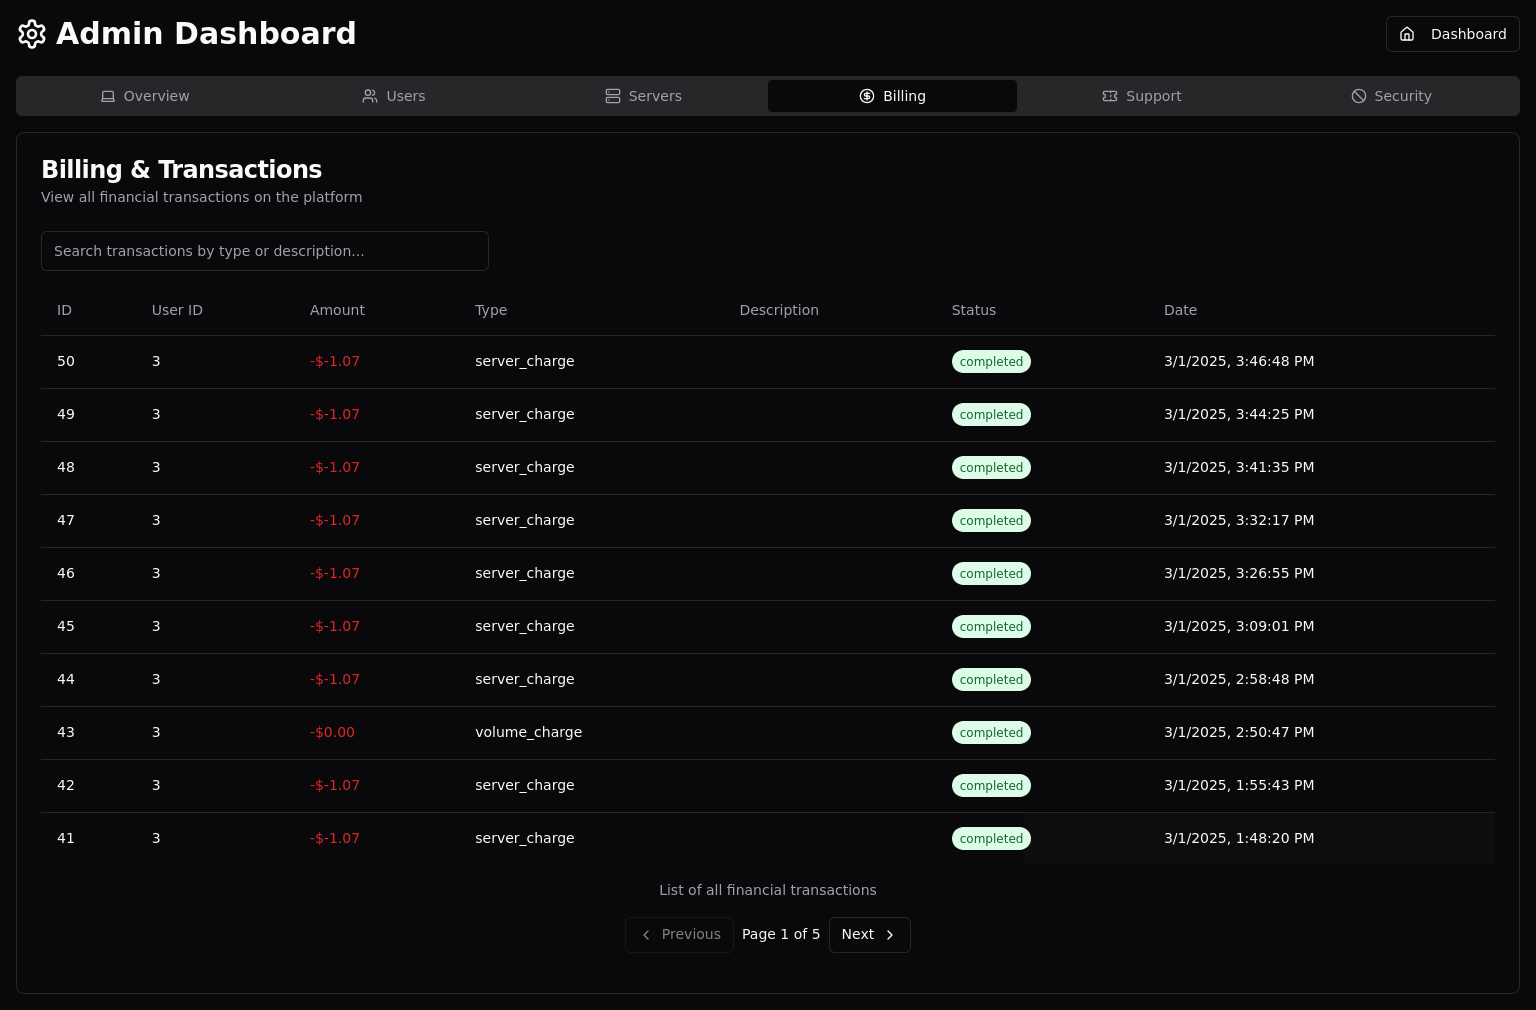 Admin Dashboard
Dashboard
Overview Users Servers Billing Support Security
Billing & Transactions
View all financial transactions on the platform
Search transactions by type or description...
ID User ID Amount Type Description Status Date
50 3 -$-1.07 server_charge completed 3/1/2025, 3:46:48 PM
49 3 -$-1.07 server_charge completed 3/1/2025, 3:44:25 PM
48 3 -$-1.07 server_charge completed 3/1/2025, 3:41:35 PM
47 3 -$-1.07 server_charge completed 3/1/2025, 3:32:17 PM
46 3 -$-1.07 server_charge completed 3/1/2025, 3:26:55 PM
45 3 -$-1.07 server_charge completed 3/1/2025, 3:09:01 PM
44 3 -$-1.07 server_charge completed 3/1/2025, 2:58:48 PM
43 3 -$0.00 volume_charge completed 3/1/2025, 2:50:47 PM
42 3 -$-1.07 server_charge completed 3/1/2025, 1:55:43 PM
41 3 -$-1.07 server_charge completed 3/1/2025, 1:48:20 PM
List of all financial transactions
Previous Page 1 of 5 Next